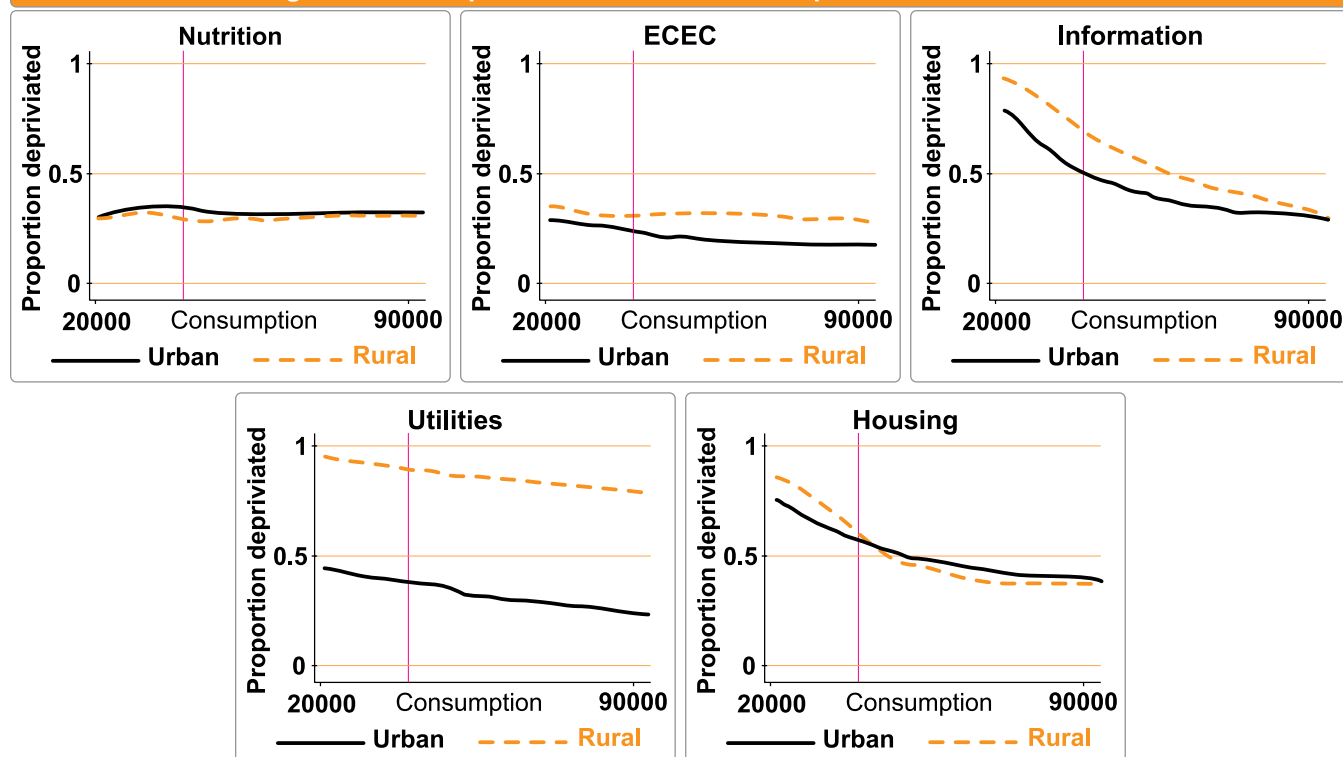 Nutrition
Proportion depriviated
1
0.5
0
20000 Consumption 90000
Urban Rural
ECEC
Proportion depriviated
1
0.5
0
20000 Consumption 90000
Urban Rural
Information
Proportion depriviated
1
0.5
0
20000 Consumption 90000
Urban Rural
Utilities
Proportion depriviated
1
0.5
0
20000 Consumption 90000
Urban Rural
Housing
Proportion depriviated
1
0.5
0
20000 Consumption 90000
Urban Rural